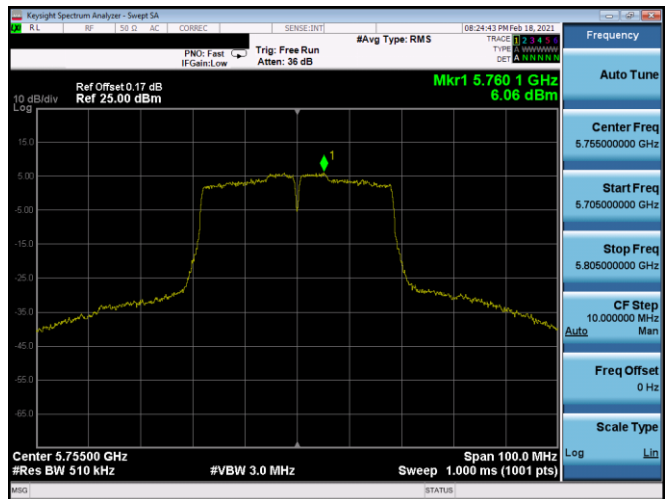 Keysight Spectrum Analyzer - Swept SA
RL RF 50 Ω AC CORREC SENSE:INT 08:24:43 PM Feb 18, 2021
#Avg Type: RMS TRACE 1 2 3 4 5 6
PNO: Fast Trig: Free Run TYPE A WWWWW
IFGain:Low Atten: 36 dB DET A N N N N N
Mkr1 5.760 1 GHz
Ref Offset 0.17 dB
10 dB/div Ref 25.00 dBm 6.06 dBm
Log
15.0
1
5.00
-5.00
-15.0
-25.0
-35.0
-45.0
-55.0
-65.0
Center 5.75500 GHz Span 100.0 MHz
#Res BW 510 kHz #VBW 3.0 MHz Sweep 1.000 ms (1001 pts)
MSG STATUS
Frequency
Auto Tune
Center Freq
5.755000000 GHz
Start Freq
5.705000000 GHz
Stop Freq
5.805000000 GHz
CF Step
10.000000 MHz
Auto Man
Freq Offset
0 Hz
Scale Type
Log Lin